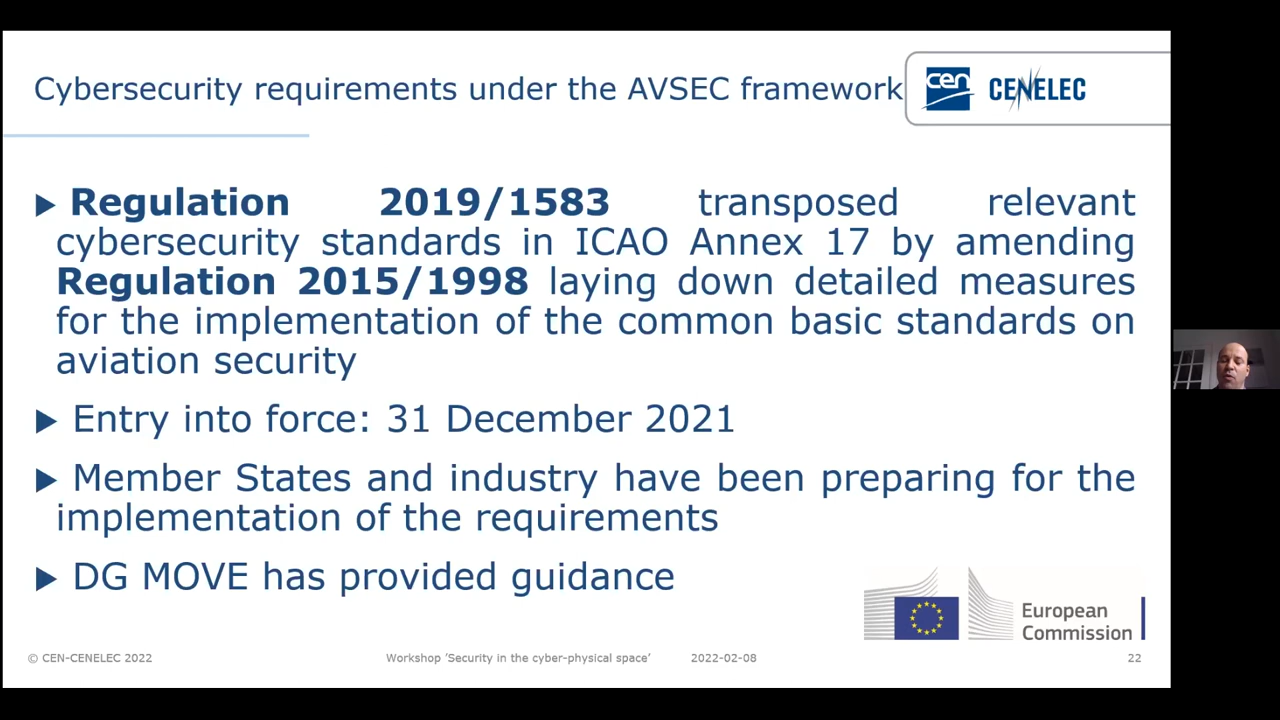 Cybersecurity requirements under the AVSEC framework
cen CENELEC
▶ Regulation 2019/1583 transposed relevant
cybersecurity standards in ICAO Annex 17 by amending
Regulation 2015/1998 laying down detailed measures
for the implementation of the common basic standards on
aviation security
▶ Entry into force: 31 December 2021
▶ Member States and industry have been preparing for the
implementation of the requirements
▶ DG MOVE has provided guidance
European
Commission
© CEN-CENELEC 2022 Workshop 'Security in the cyber-physical space' 2022-02-08 22